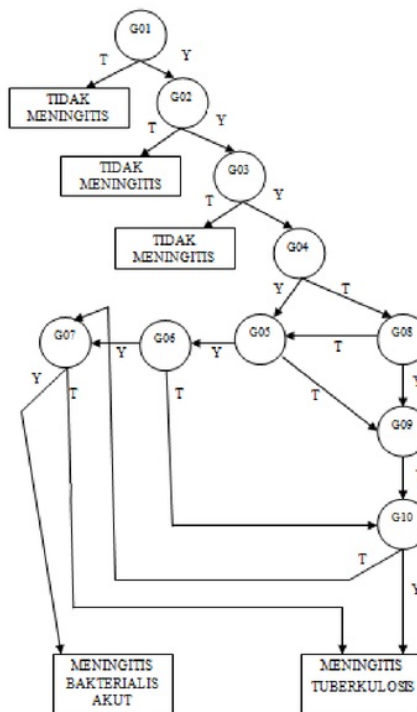 G01
T
Y
TIDAK
MENINGITIS
G02
T
Y
TIDAK
MENINGITIS
G03
T
Y
TIDAK
MENINGITIS
G04
Y
T
G07
G06
G05
G08
Y
Y
T
Y
T
T
T
Y
G09
G10
T
Y
MENINGITIS
BAKTERIALIS
AKUT
MENINGITIS
TUBERKULOSIS